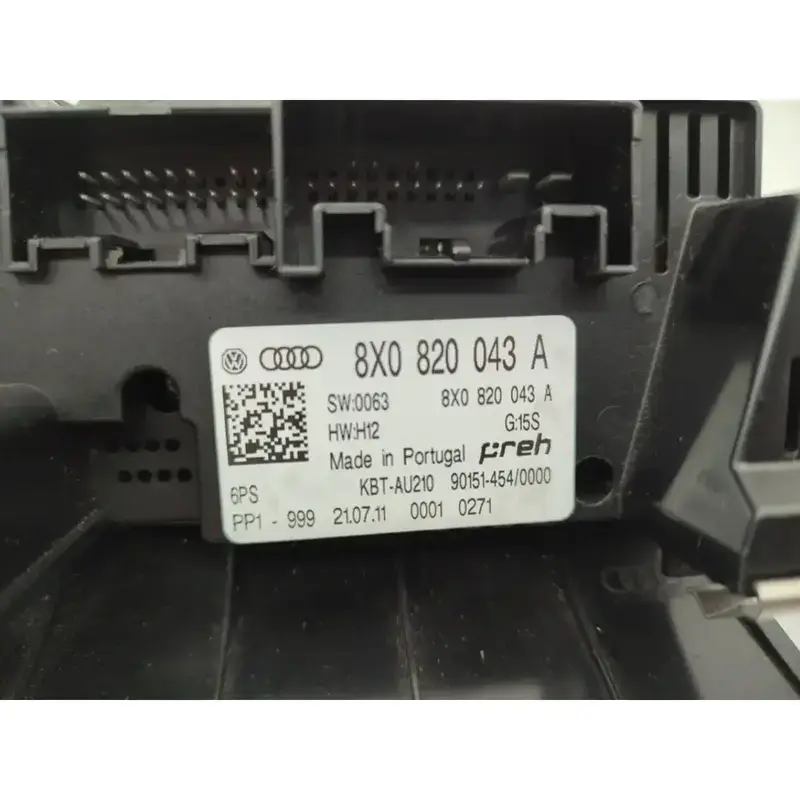 8X0 820 043 A
SW:0063 8X0 820 043 A
HW:H12 G:15S
Made in Portugal preh
6PS KBT-AU210 90151-454/0000
PP1 - 999 21.07.11 0001 0271